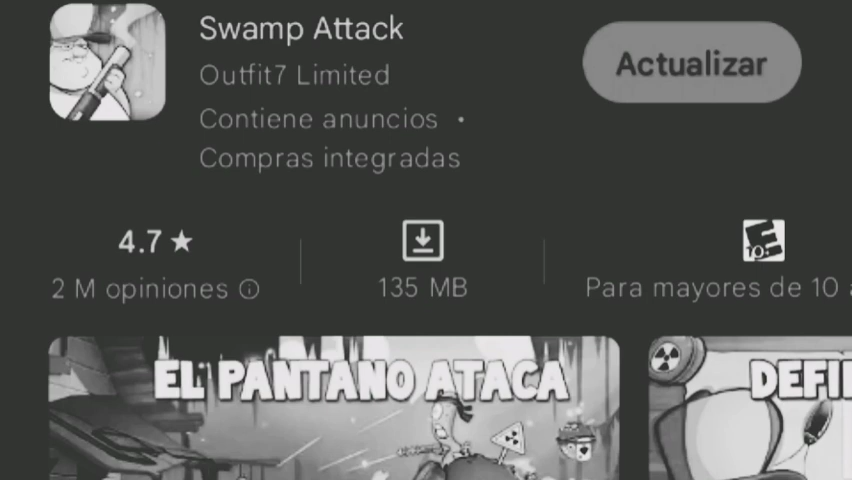 Swamp Attack
Outfit7 Limited
Actualizar
Contiene anuncios •
Compras integradas
4.7 ★
2 M opiniones
135 MB
E
10+
Para mayores de 10 a
EL PANTANO ATACA
DEFI